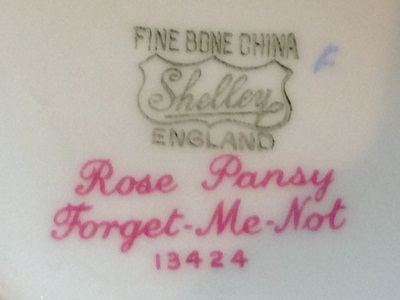 FINE BONE CHINA
Shelley
ENGLAND
Rose Pansy
Forget-Me-Not
13424